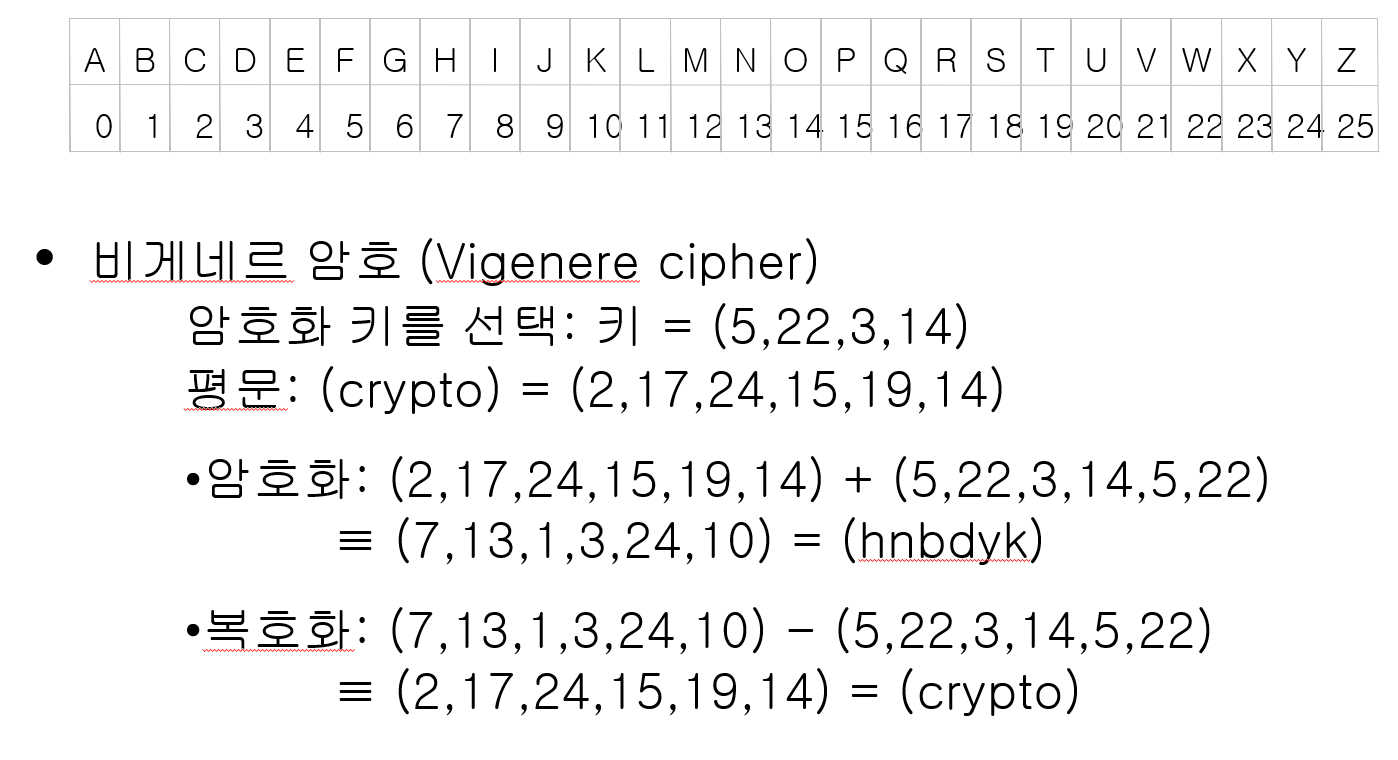 A B C D E F G H I J K L M N O P Q R S T U V W X Y Z
0 1 2 3 4 5 6 7 8 9 10 11 12 13 14 15 16 17 18 19 20 21 22 23 24 25
• 비게네르 암호 (Vigenere cipher)
암호화 키를 선택: 키 = (5,22,3,14)
평문: (crypto) = (2,17,24,15,19,14)
•암호화: (2,17,24,15,19,14) + (5,22,3,14,5,22)
≡ (7,13,1,3,24,10) = (hnbdyk)
•복호화: (7,13,1,3,24,10) − (5,22,3,14,5,22)
≡ (2,17,24,15,19,14) = (crypto)